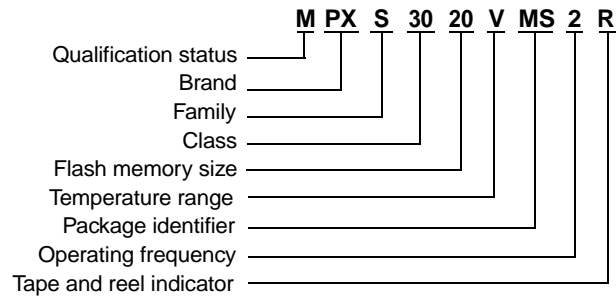 M PX S 30 20 V MS 2 R
Qualification status
Brand
Family
Class
Flash memory size
Temperature range
Package identifier
Operating frequency
Tape and reel indicator